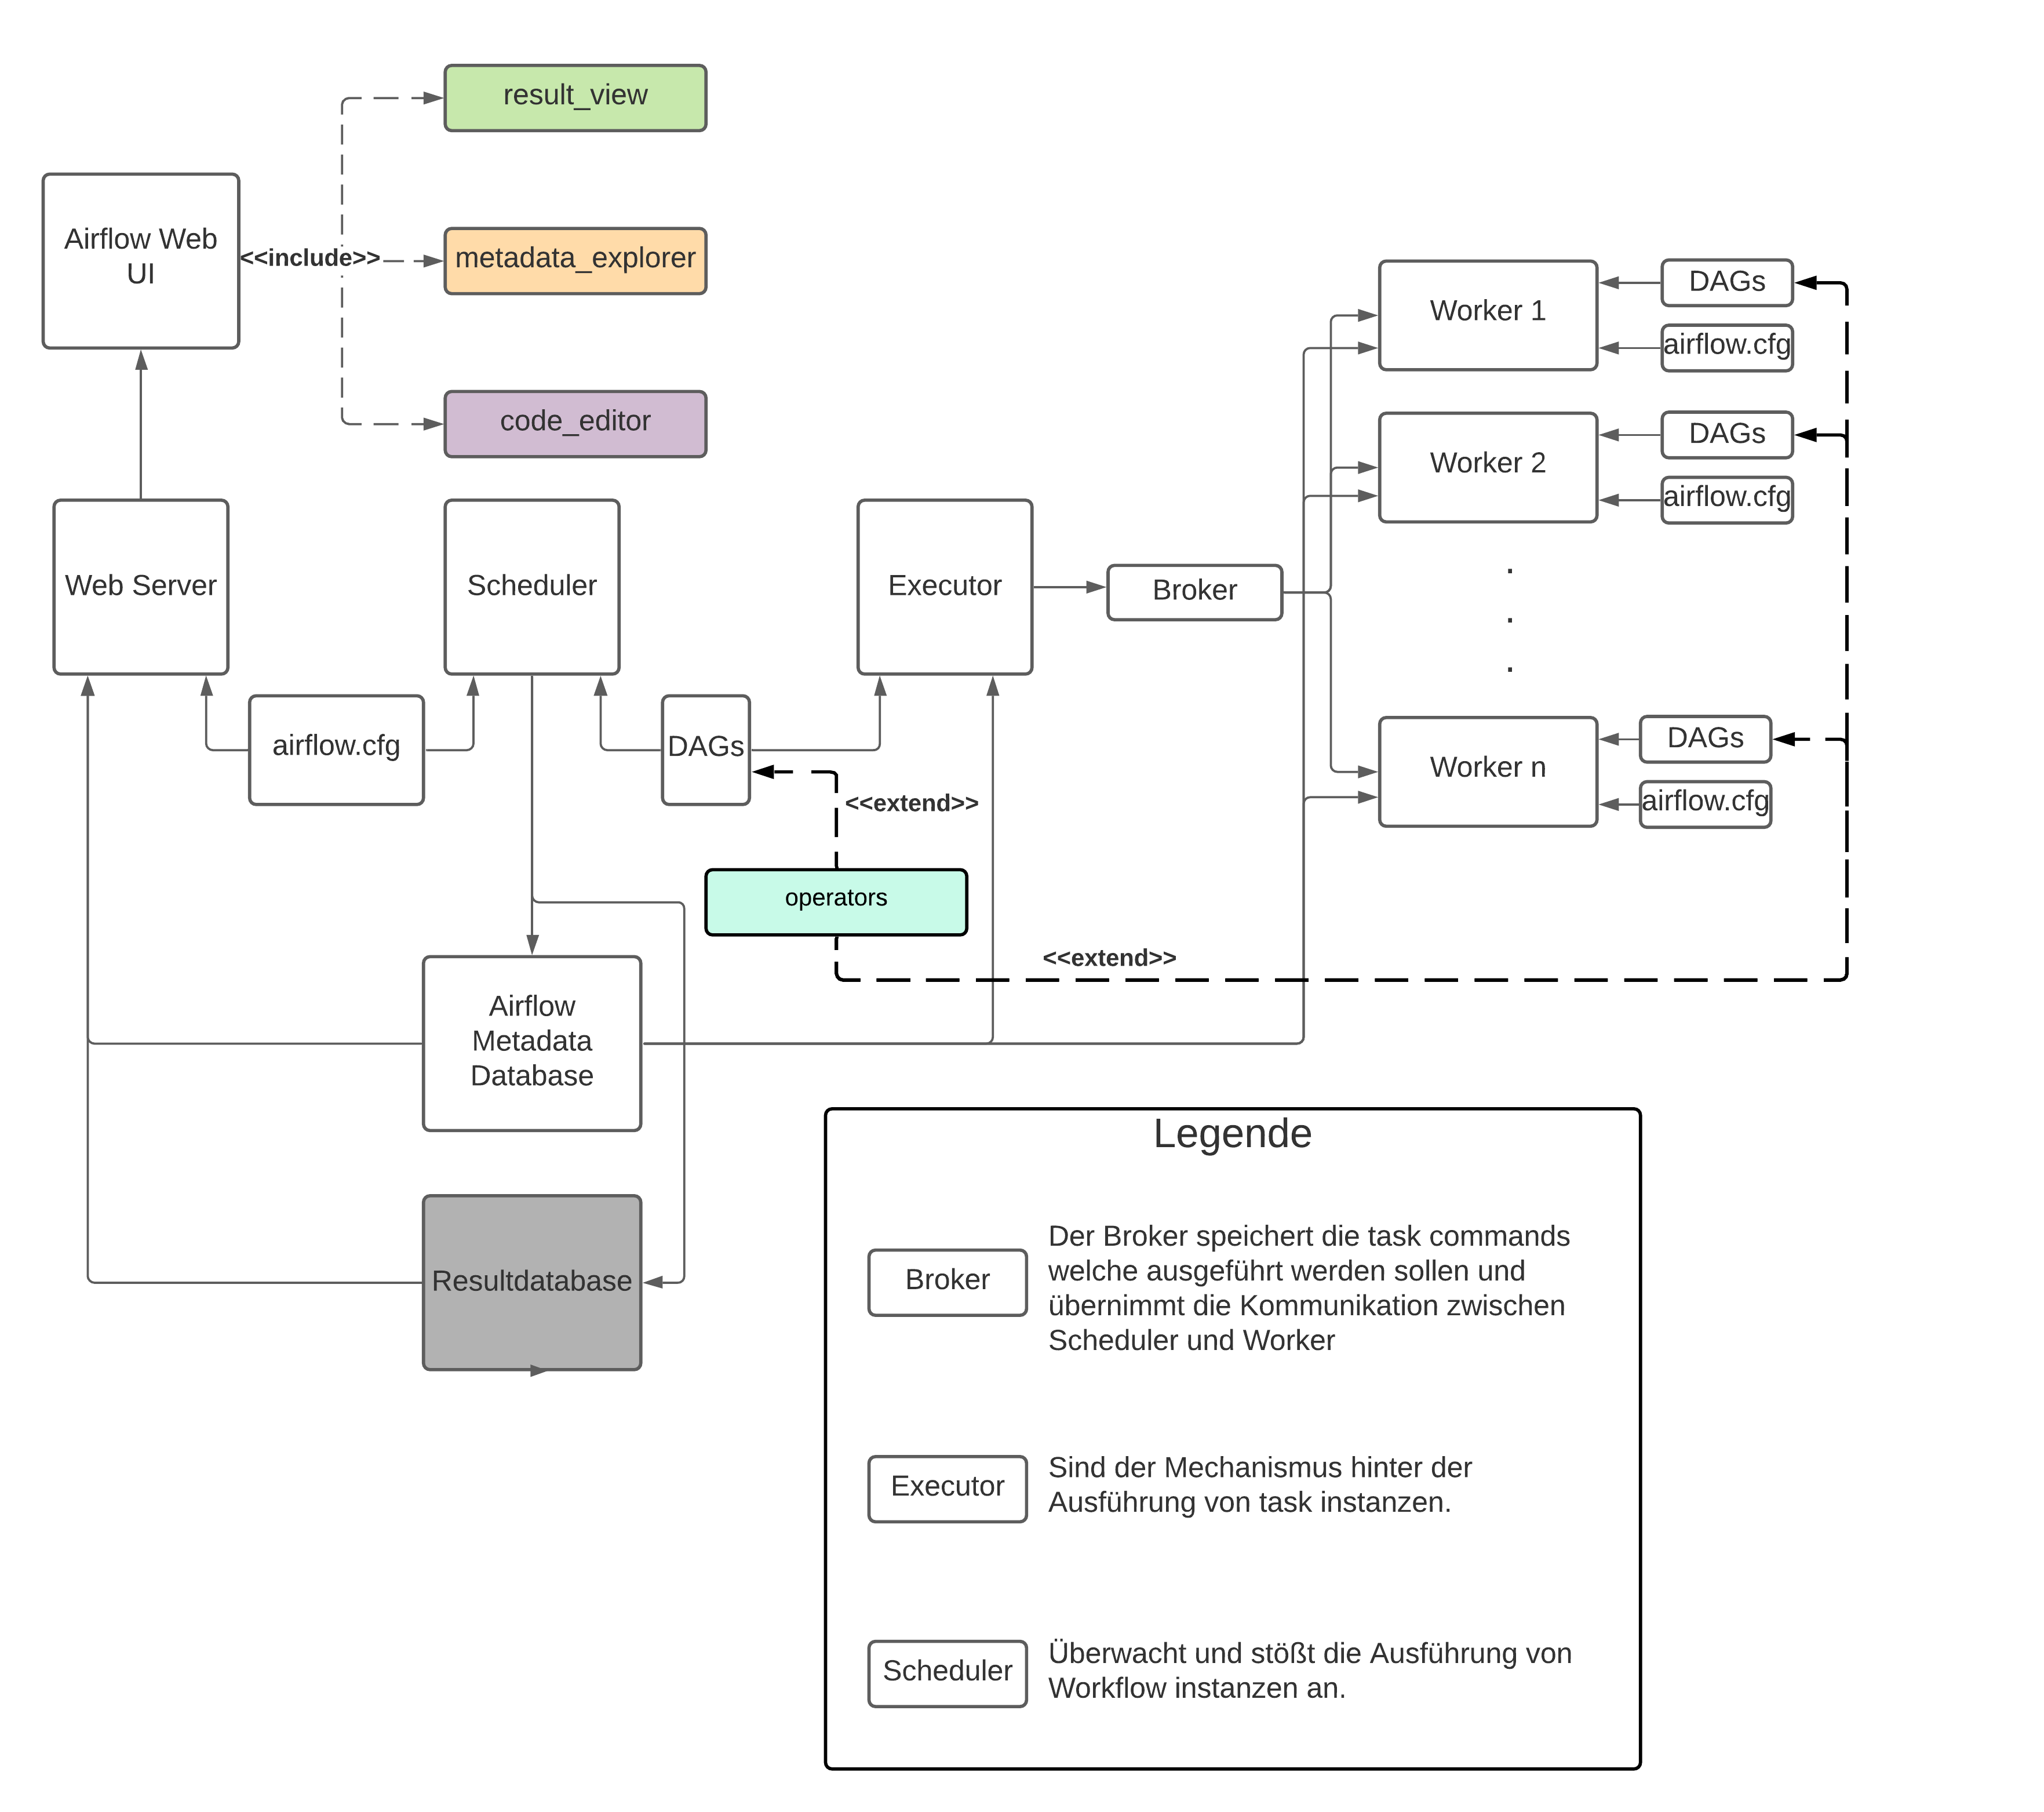 result_view
Airflow Web
UI
<<include>>
metadata_explorer
code_editor
Worker 1
DAGs
airflow.cfg
Worker 2
DAGs
airflow.cfg
Web Server
Scheduler
Executor
Broker
.
.
.
airflow.cfg
DAGs
Worker n
DAGs
airflow.cfg
<<extend>>
operators
<<extend>>
Airflow
Metadata
Database
Resultdatabase
Legende
Broker
Der Broker speichert die task commands
welche ausgeführt werden sollen und
übernimmt die Kommunikation zwischen
Scheduler und Worker
Executor
Sind der Mechanismus hinter der
Ausführung von task instanzen.
Scheduler
Überwacht und stößt die Ausführung von
Workflow instanzen an.